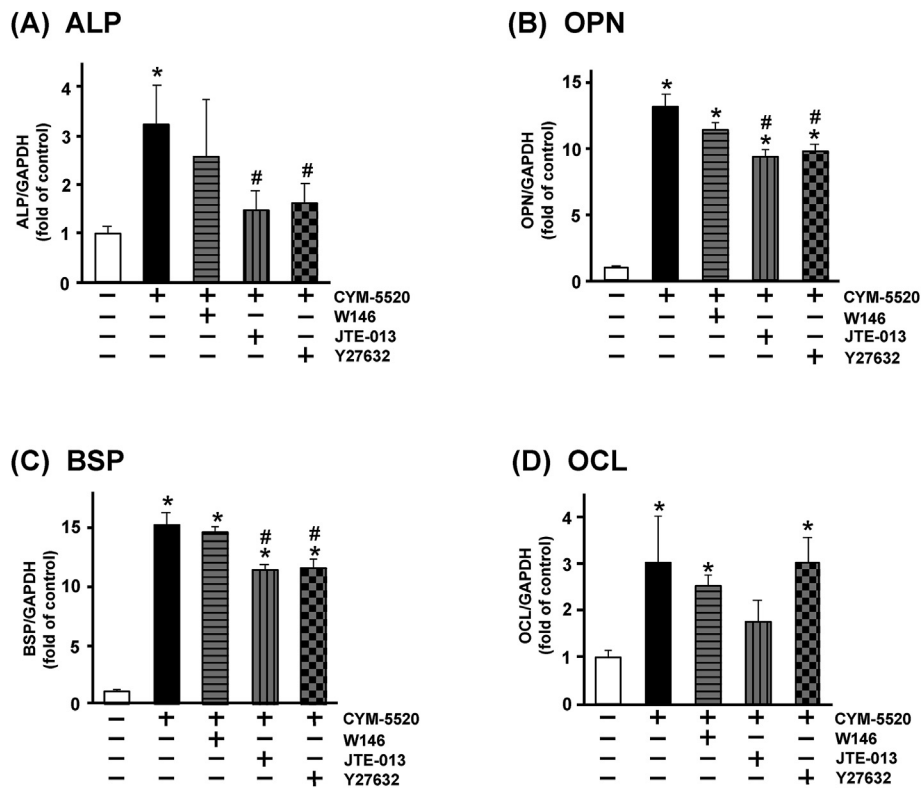 (A) ALP
ALP/GAPDH
(fold of control)
4
3
2
1
0
*
#
#
– + + + + CYM-5520
– – + – – W146
– – – + – JTE-013
– – – – + Y27632
(B) OPN
OPN/GAPDH
(fold of control)
15
10
5
0
*
*
#
*
#
*
– + + + + CYM-5520
– – + – – W146
– – – + – JTE-013
– – – – + Y27632
(C) BSP
BSP/GAPDH
(fold of control)
15
10
5
0
*
*
#
*
#
*
– + + + + CYM-5520
– – + – – W146
– – – + – JTE-013
– – – – + Y27632
(D) OCL
OCL/GAPDH
(fold of control)
4
3
2
1
0
*
*
*
– + + + + CYM-5520
– – + – – W146
– – – + – JTE-013
– – – – + Y27632